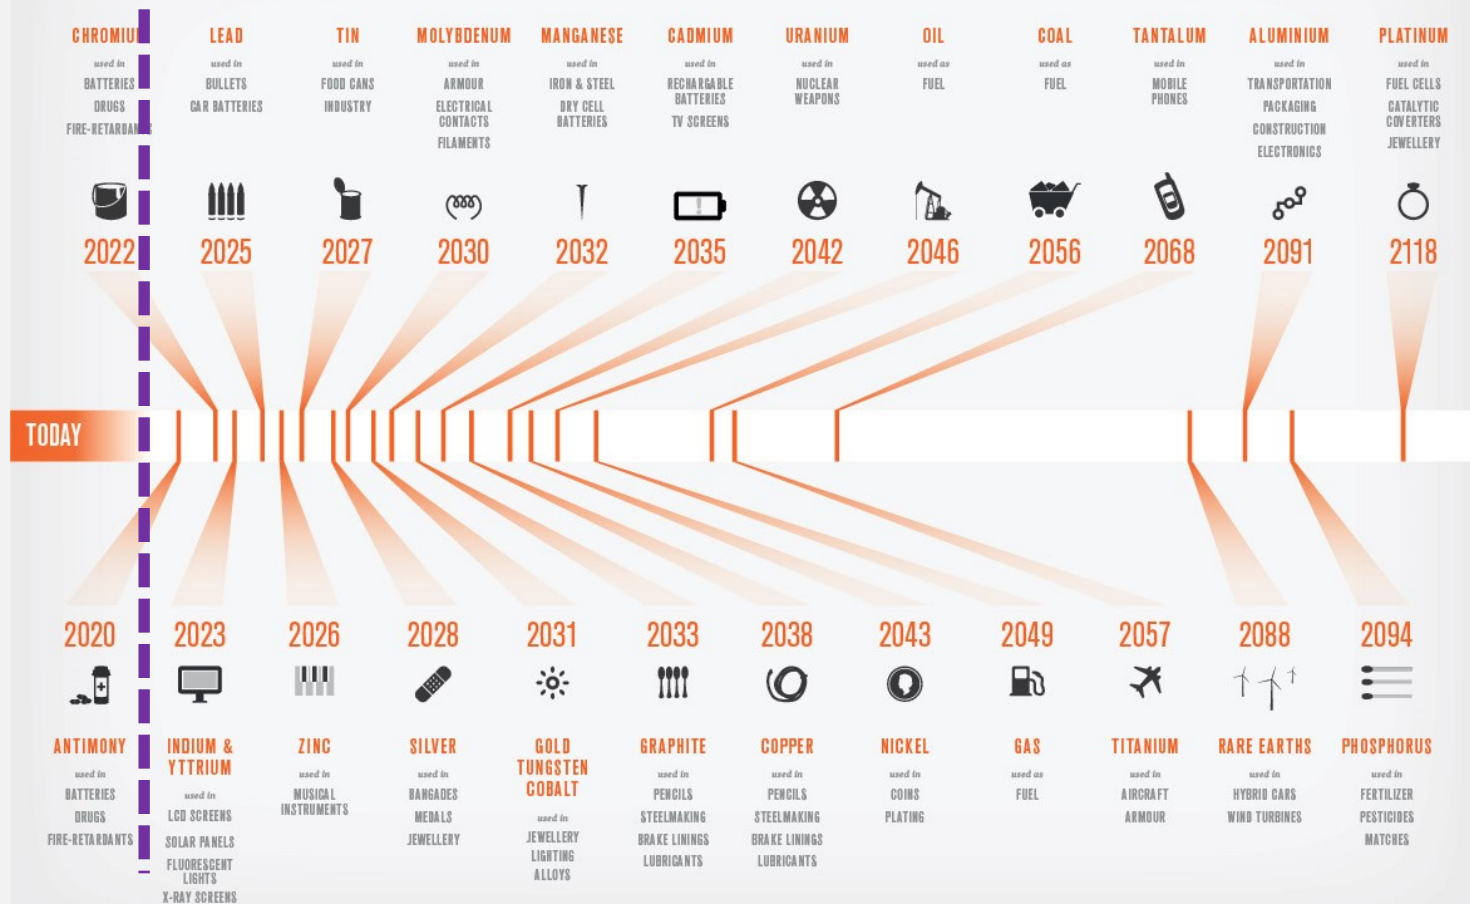 CHROMIUM
used in
BATTERIES
DRUGS
FIRE-RETARDANTS
2022
LEAD
used in
BULLETS
CAR BATTERIES
2025
TIN
used in
FOOD CANS
INDUSTRY
2027
MOLYBDENUM
used in
ARMOUR
ELECTRICAL
CONTACTS
FILAMENTS
2030
MANGANESE
used in
IRON & STEEL
DRY CELL
BATTERIES
2032
CADMIUM
used in
RECHARGABLE
BATTERIES
TV SCREENS
2035
URANIUM
used in
NUCLEAR
WEAPONS
2042
OIL
used as
FUEL
2046
COAL
used as
FUEL
2056
TANTALUM
used in
MOBILE
PHONES
2068
ALUMINIUM
used in
TRANSPORTATION
PACKAGING
CONSTRUCTION
ELECTRONICS
2091
PLATINUM
used in
FUEL CELLS
CATALYTIC
COVERTERS
JEWELLERY
2118
TODAY
2020
ANTIMONY
used in
BATTERIES
DRUGS
FIRE-RETARDANTS
2023
INDIUM &
YTTRIUM
used in
LCD SCREENS
SOLAR PANELS
FLUORESCENT
LIGHTS
X-RAY SCREENS
2026
ZINC
used in
MUSICAL
INSTRUMENTS
2028
SILVER
used in
BANGADES
MEDALS
JEWELLERY
2031
GOLD
TUNGSTEN
COBALT
used in
JEWELLERY
LIGHTING
ALLOYS
2033
GRAPHITE
used in
PENCILS
STEELMAKING
BRAKE LININGS
LUBRICANTS
2038
COPPER
used in
PENCILS
STEELMAKING
BRAKE LININGS
LUBRICANTS
2043
NICKEL
used in
COINS
PLATING
2049
GAS
used as
FUEL
2057
TITANIUM
used in
AIRCRAFT
ARMOUR
2088
RARE EARTHS
used in
HYBRID CARS
WIND TURBINES
2094
PHOSPHORUS
used in
FERTILIZER
PESTICIDES
MATCHES